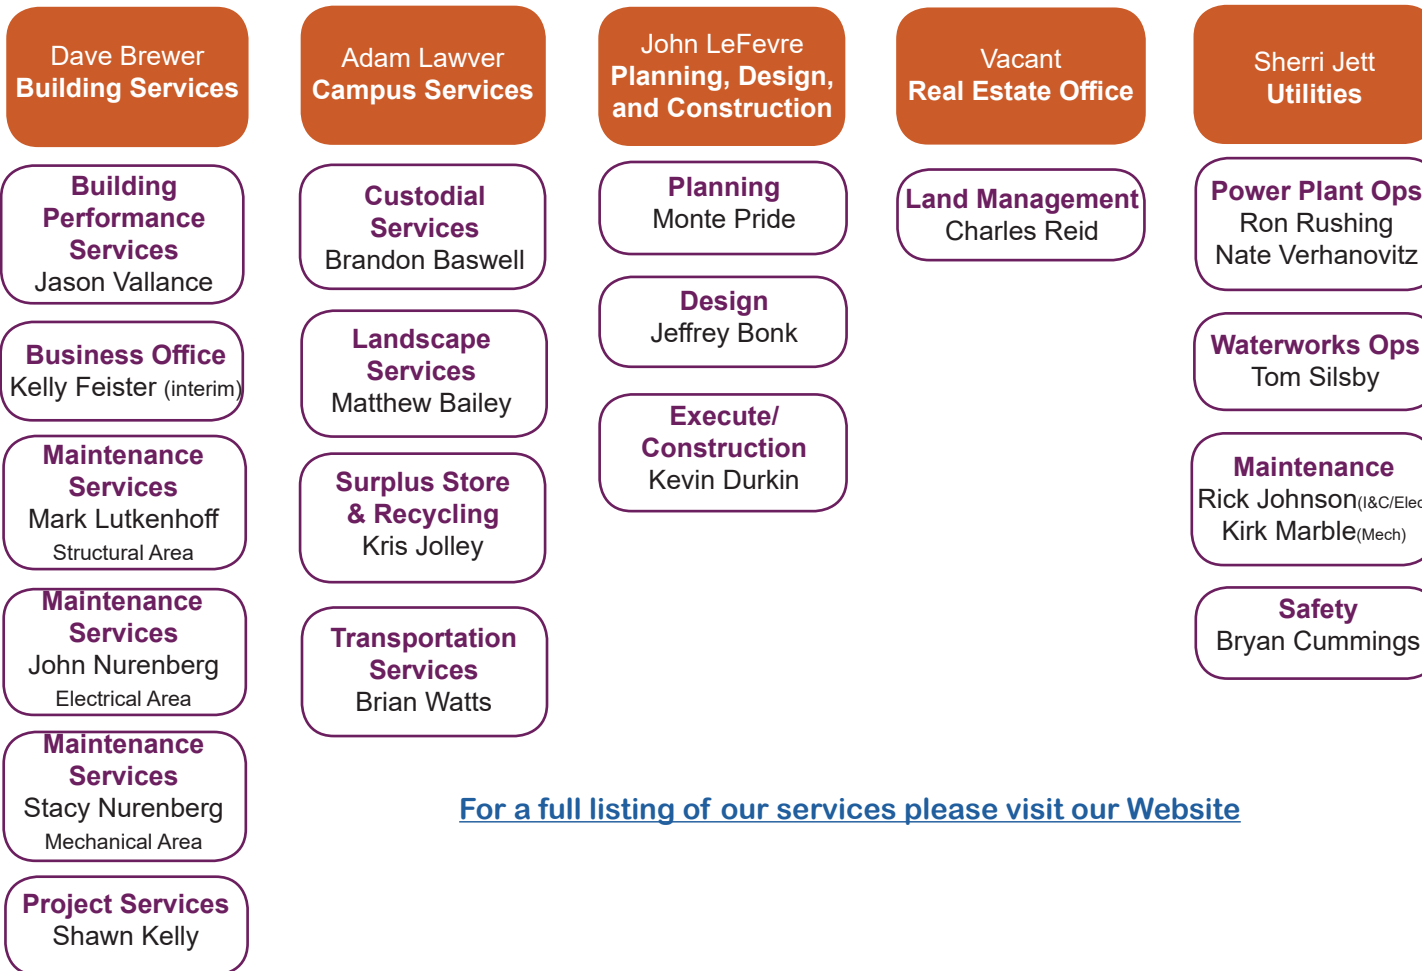 Dave Brewer
Building Services
Building
Performance
Services
Jason Vallance
Business Office
Kelly Feister (interim)
Maintenance
Services
Mark Lutkenhoff
Structural Area
Maintenance
Services
John Nurenberg
Electrical Area
Maintenance
Services
Stacy Nurenberg
Mechanical Area
Project Services
Shawn Kelly
Adam Lawver
Campus Services
Custodial
Services
Brandon Baswell
Landscape
Services
Matthew Bailey
Surplus Store
& Recycling
Kris Jolley
Transportation
Services
Brian Watts
John LeFevre
Planning, Design,
and Construction
Planning
Monte Pride
Design
Jeffrey Bonk
Execute/
Construction
Kevin Durkin
Vacant
Real Estate Office
Land Management
Charles Reid
Sherri Jett
Utilities
Power Plant Ops
Ron Rushing
Nate Verhanovitz
Waterworks Ops
Tom Silsby
Maintenance
Rick Johnson(I&C/Elec
Kirk Marble(Mech)
Safety
Bryan Cummings
For a full listing of our services please visit our Website